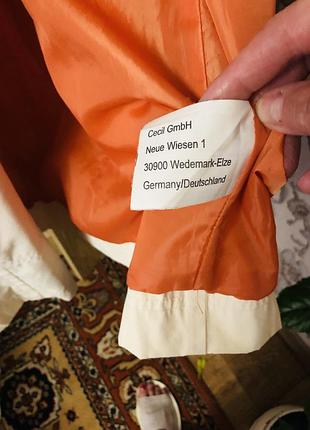 Cecil GmbH
Neue Wiesen 1
30900 Wedemark-Elze
Germany/Deutschland